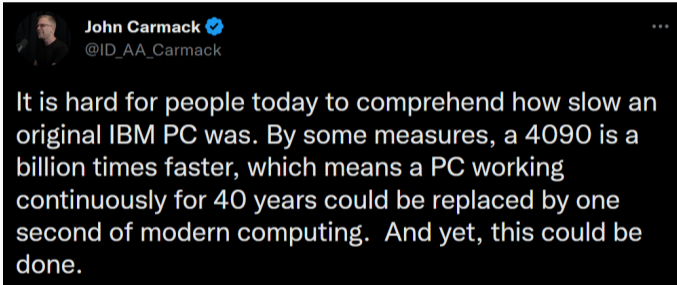 John Carmack
@ID_AA_Carmack
It is hard for people today to comprehend how slow an
original IBM PC was. By some measures, a 4090 is a
billion times faster, which means a PC working
continuously for 40 years could be replaced by one
second of modern computing.  And yet, this could be
done.